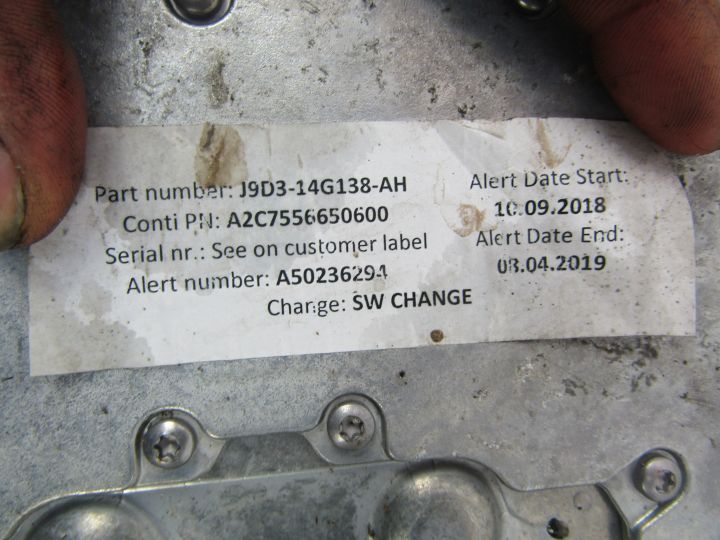 Part number: J9D3-14G138-AH
Conti PN: A2C7556650600
Serial nr.: See on customer label
Alert number: A50236294
Change: SW CHANGE
Alert Date Start:
10.09.2018
Alert Date End:
08.04.2019